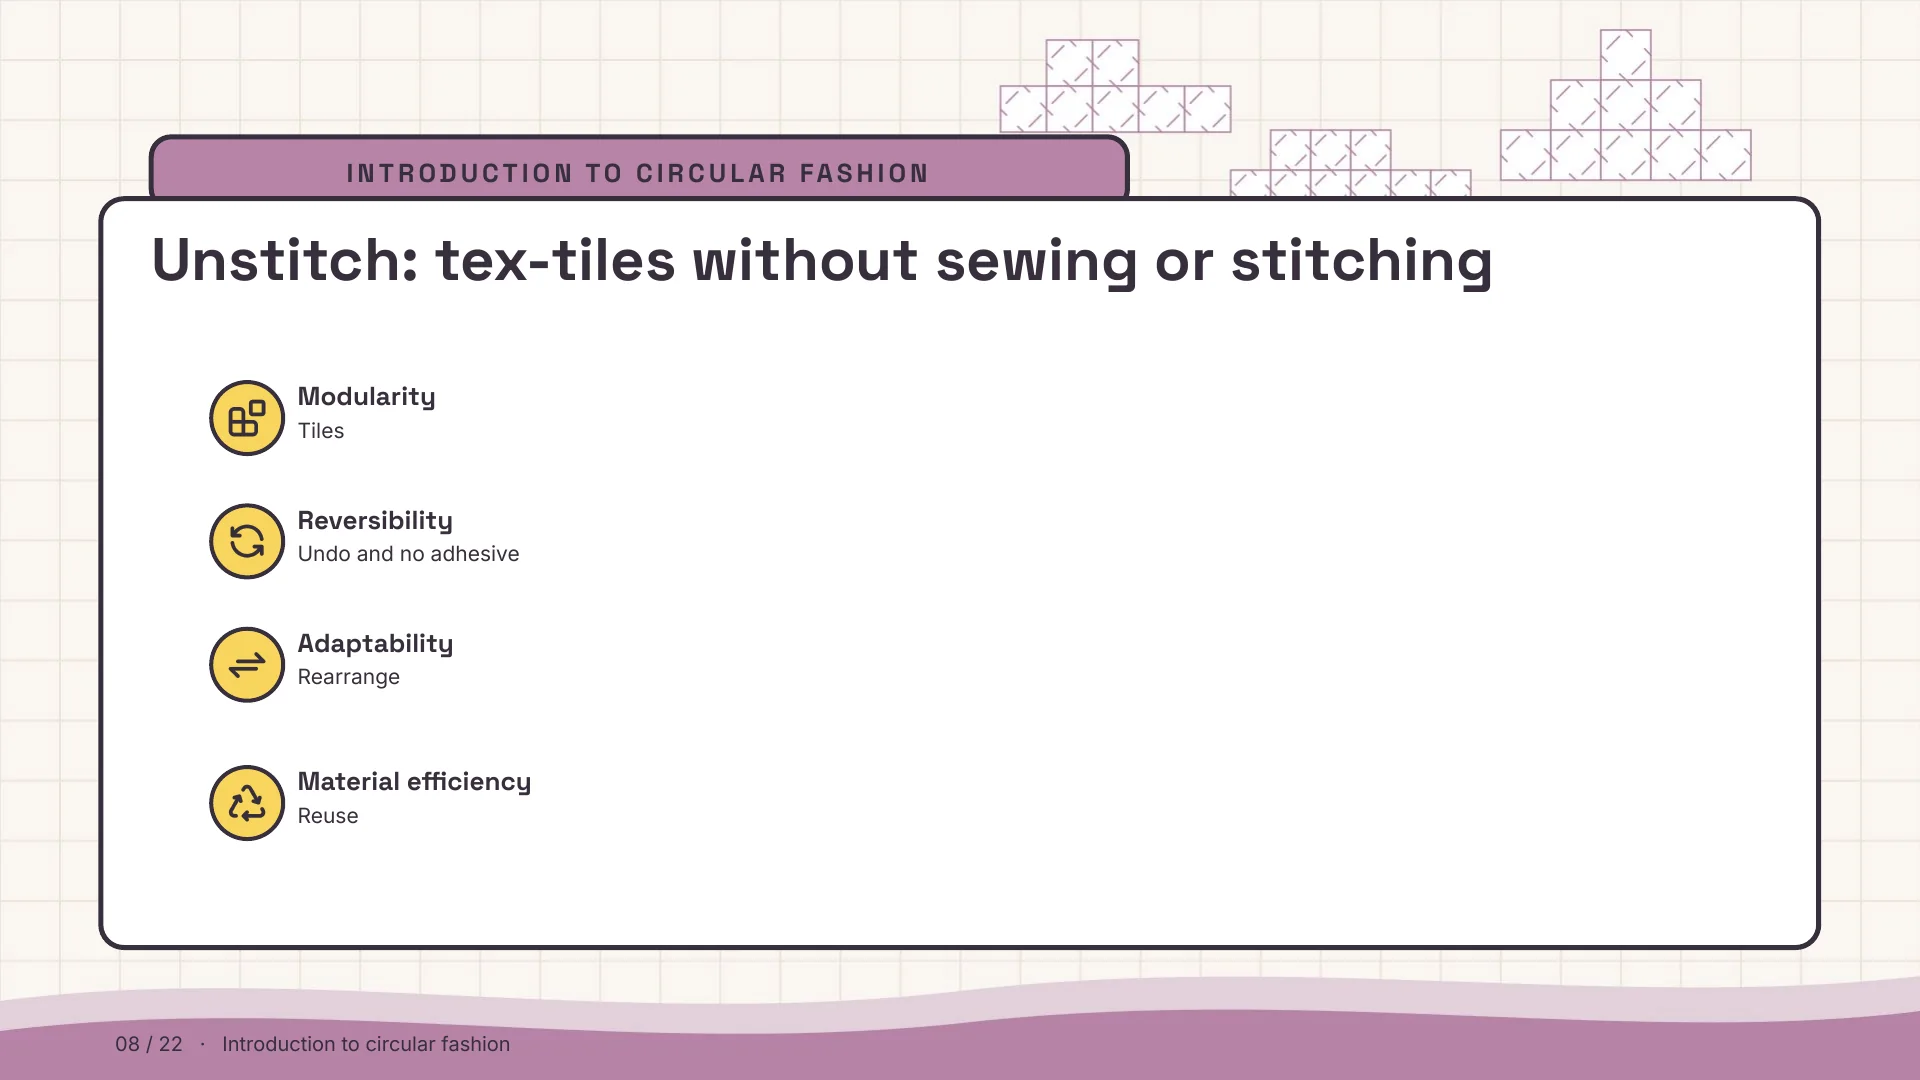 INTRODUCTION TO CIRCULAR FASHION
Unstitch: tex-tiles without sewing or stitching
Modularity
Tiles
Reversibility
Undo and no adhesive
Adaptability
Rearrange
Material efficiency
Reuse
08 / 22 · Introduction to circular fashion